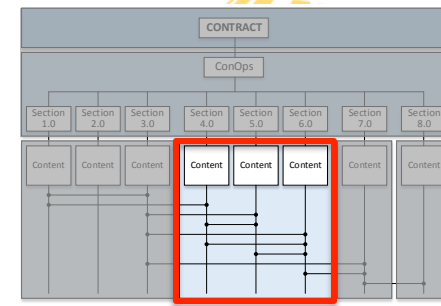 CONTRACT
ConOps
Section
1.0
Section
2.0
Section
3.0
Section
4.0
Section
5.0
Section
6.0
Section
7.0
Section
8.0
Content
Content
Content
Content
Content
Content
Content
Content